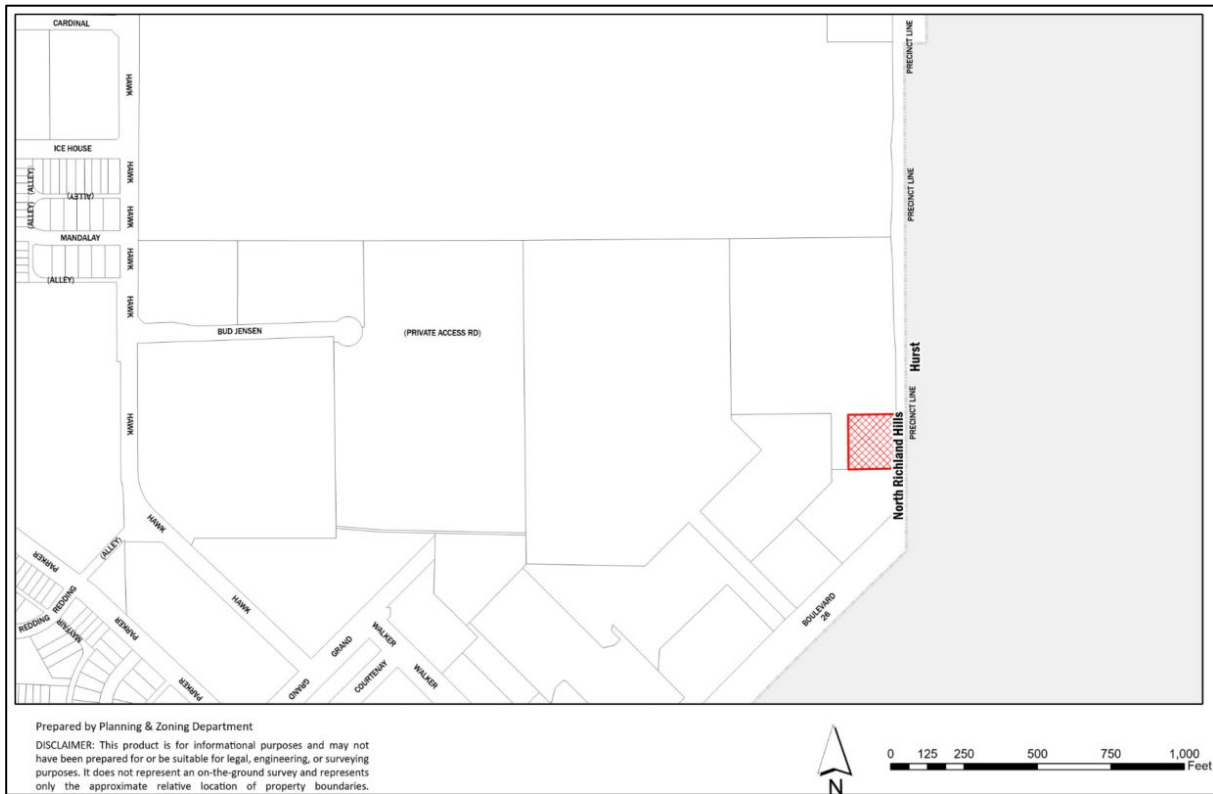 CARDINAL
PRECINCT LINE
HAWK
ICE HOUSE
HAWK
(ALLEY)
(ALLEY)
PRECINCT LINE
(ALLEY)
HAWK
MANDALAY
HAWK
(ALLEY)
HAWK
BUD JENSEN
(PRIVATE ACCESS RD)
Hurst
PRECINCT LINE
HAWK
North Richland Hills
HAWK
(ALLEY)
PARKER
REDDING
HAWK
BOULEVARD
26
REDDING
MAYFAIR
PARKER
GRAND
WALKER
COURTENAY
WALKER
GRAND
PARKER
Prepared by Planning & Zoning Department
DISCLAIMER: This product is for informational purposes and may not
have been prepared for or be suitable for legal, engineering, or surveying
purposes. It does not represent an on-the-ground survey and represents
only the approximate relative location of property boundaries.
N
0 125 250 500 750 1,000
Feet